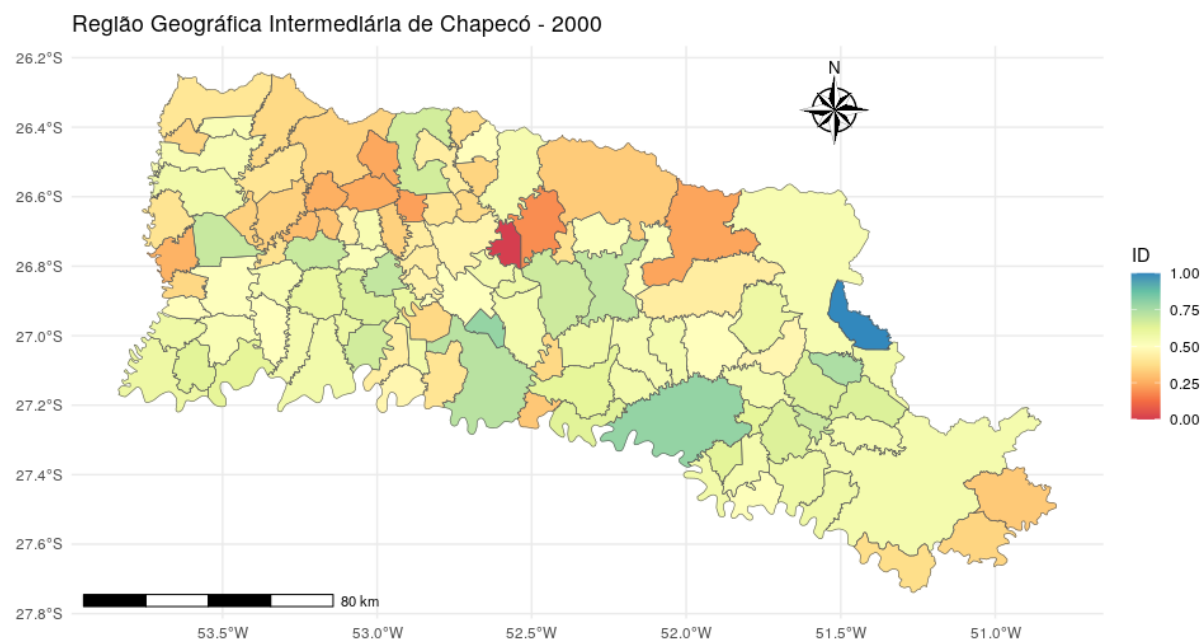 Região Geográfica Intermediária de Chapecó - 2000
N
26.2°S
26.4°S
26.6°S
26.8°S
27.0°S
27.2°S
27.4°S
27.6°S
27.8°S
ID
1.00
0.75
0.50
0.25
0.00
80 km
53.5°W
53.0°W
52.5°W
52.0°W
51.5°W
51.0°W